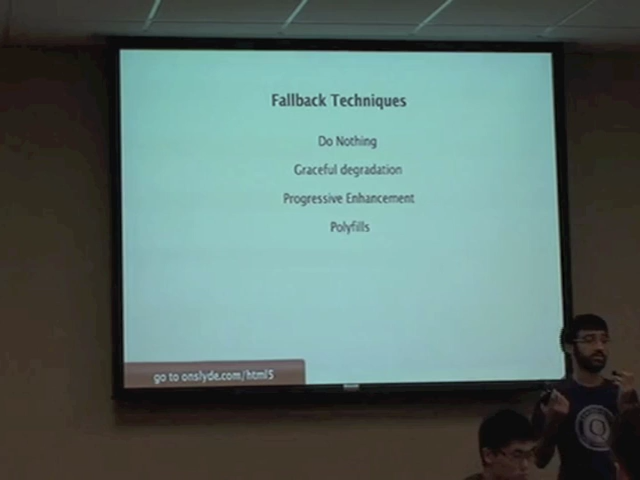 Fallback Techniques
Do Nothing
Graceful degradation
Progressive Enhancement
Polyfills
go to onslyde.com/html5
Q